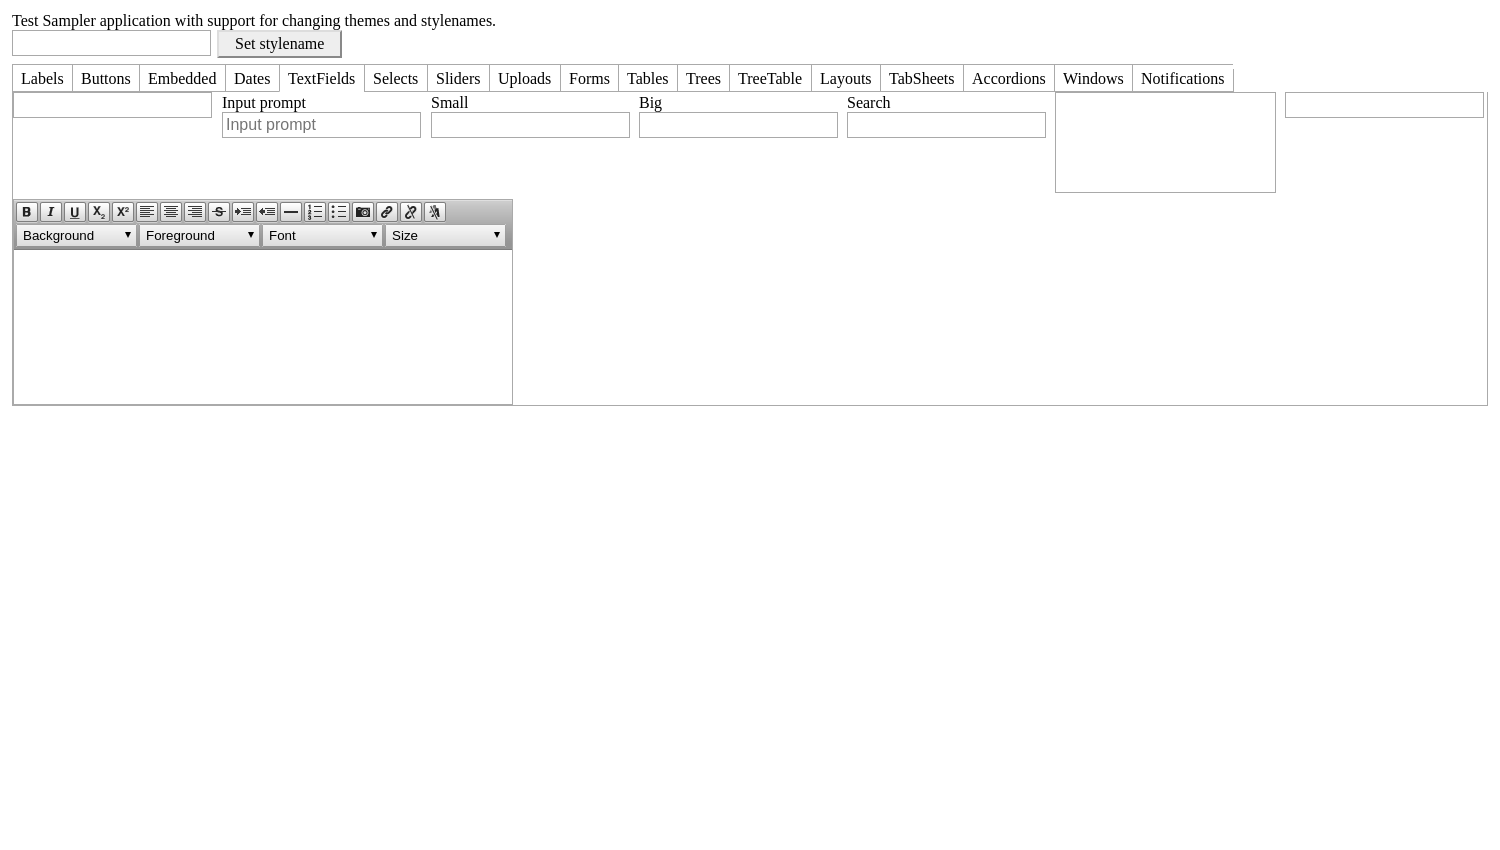 Test Sampler application with support for changing themes and stylenames.
Set stylename
Labels Buttons Embedded Dates TextFields Selects Sliders Uploads Forms Tables Trees TreeTable Layouts TabSheets Accordions Windows Notifications
Input prompt Small Big Search
Input prompt
Background Foreground Font Size